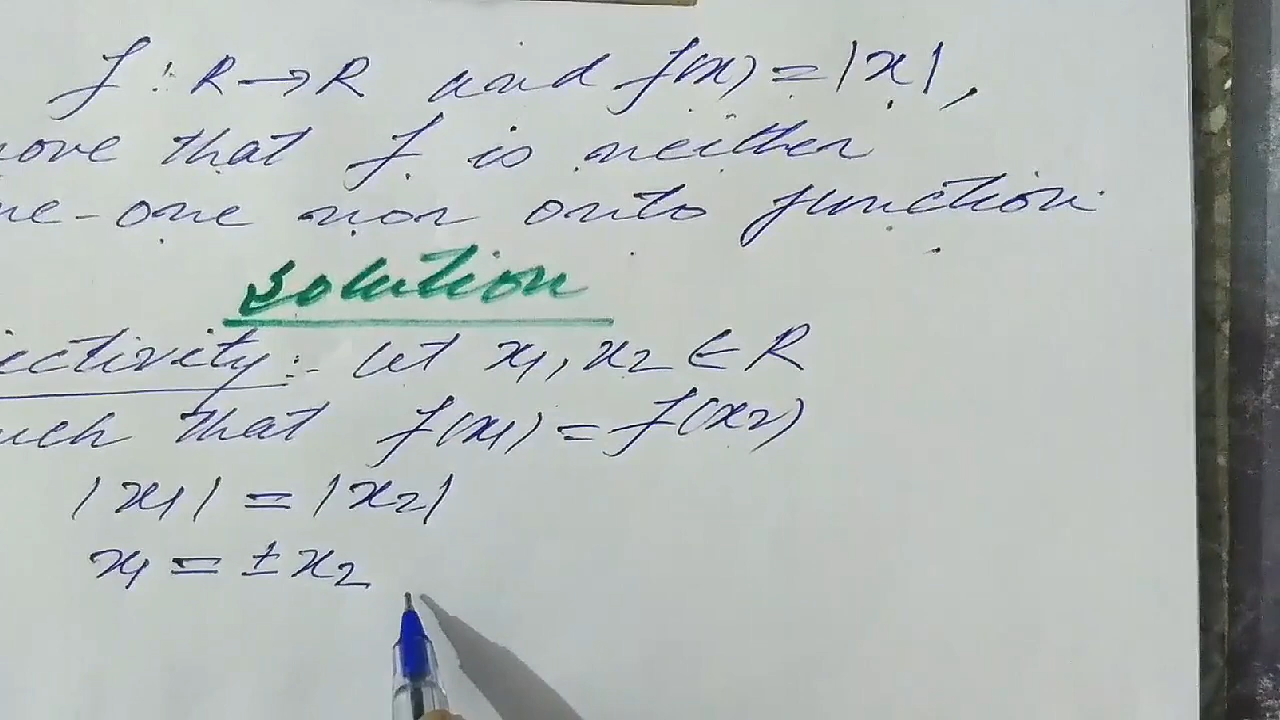 f : R → R and f(x) = |x|,
rove that f is neither
ne-one nor onto function
Solution
jectivity:- Let x1, x2 ∈ R
uch that f(x1) = f(x2)
|x1| = |x2|
x1 = ±x2